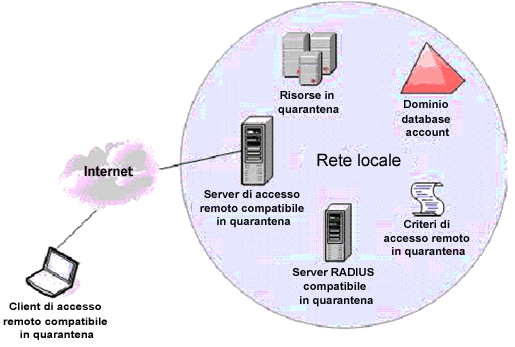 Risorse in
quarantena
Dominio
database
account
Rete locale
Internet
Server di accesso
remoto compatibile
in quarantena
Criteri di
accesso remoto
in quarantena
Server RADIUS
compatibile
in quarantena
Client di accesso
remoto compatibile
in quarantena